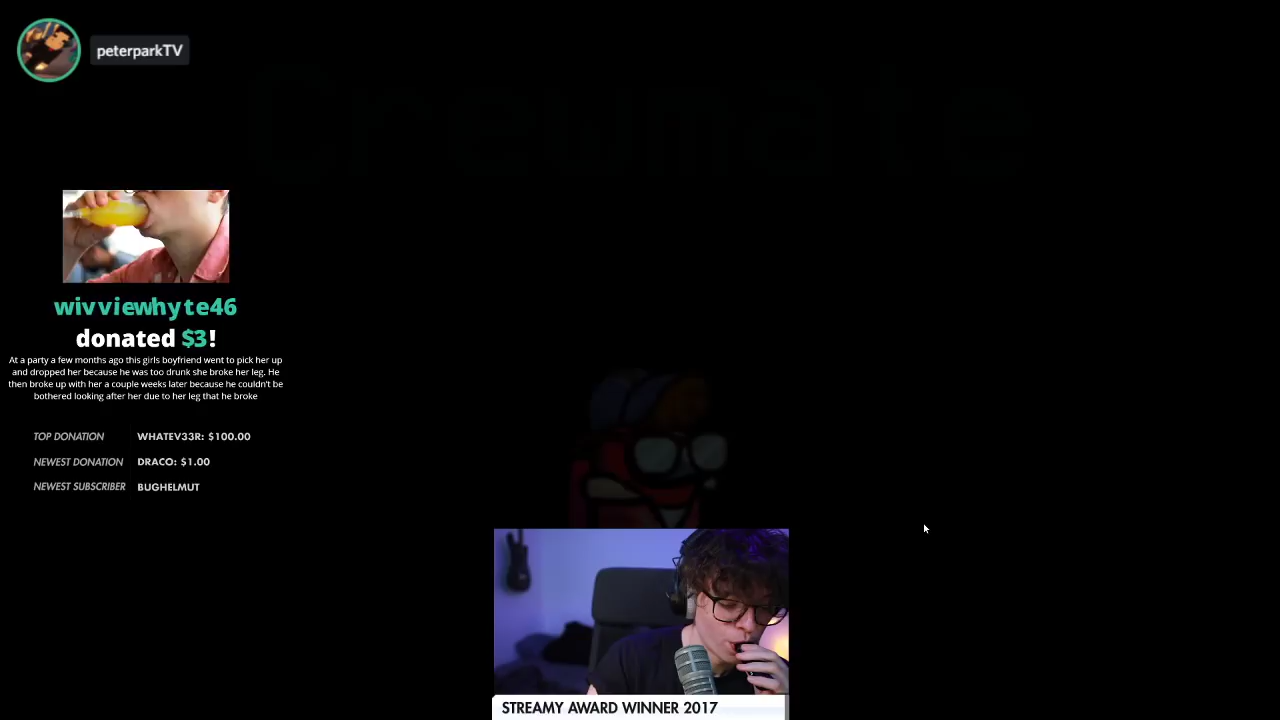 peterparkTV
wivviewhyte46
donated $3!
At a party a few months ago this girls boyfriend went to pick her up
and dropped her because he was too drunk she broke her leg. He
then broke up with her a couple weeks later because he couldn't be
bothered looking after her due to her leg that he broke
TOP DONATION WHATEV33R: $100.00
NEWEST DONATION DRACO: $1.00
NEWEST SUBSCRIBER BUGHELMUT
STREAMY AWARD WINNER 2017